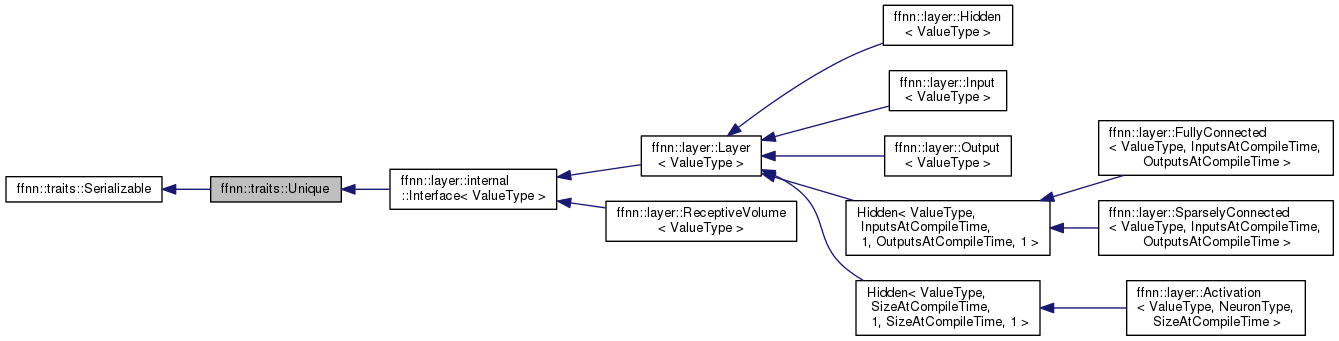 ffnn::traits::Serializable
ffnn::traits::Unique
ffnn::layer::internal
::Interface< ValueType >
ffnn::layer::Layer
< ValueType >
ffnn::layer::ReceptiveVolume
< ValueType >
ffnn::layer::Hidden
< ValueType >
ffnn::layer::Input
< ValueType >
ffnn::layer::Output
< ValueType >
Hidden< ValueType,
InputsAtCompileTime,
1, OutputsAtCompileTime, 1 >
Hidden< ValueType,
SizeAtCompileTime,
1, SizeAtCompileTime, 1 >
ffnn::layer::FullyConnected
< ValueType, InputsAtCompileTime,
OutputsAtCompileTime >
ffnn::layer::SparselyConnected
< ValueType, InputsAtCompileTime,
OutputsAtCompileTime >
ffnn::layer::Activation
< ValueType, NeuronType,
SizeAtCompileTime >